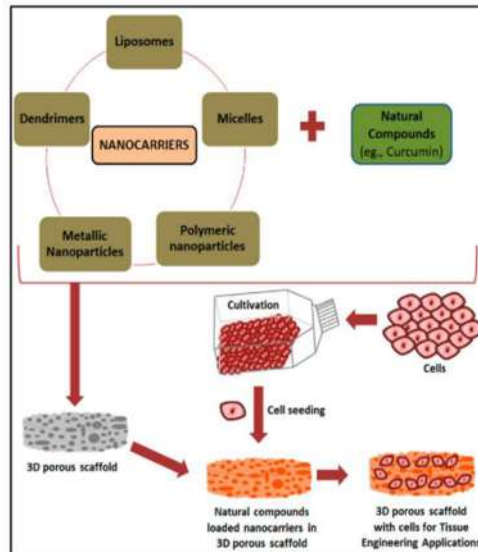 Liposomes
Dendrimers
Micelles
NANOCARRIERS
Natural
Compounds
(eg., Curcumin)
Metallic
Nanoparticles
Polymeric
nanoparticles
Cultivation
Cells
Cell seeding
3D porous scaffold
Natural compounds
loaded nanocarriers in
3D porous scaffold
3D porous scaffold
with cells for Tissue
Engineering Applications